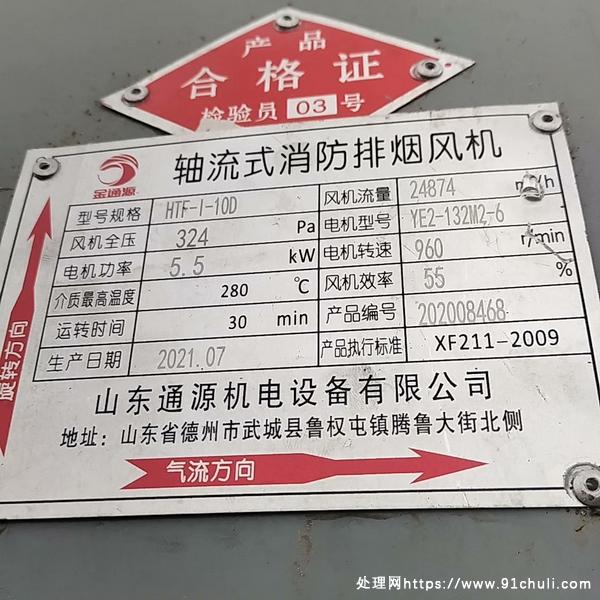 产品
合格证
检验员 03 号
金通源
轴流式消防排烟风机
型号规格 HTF-I-10D 风机流量 24874 m³/h
风机全压 324 Pa 电机型号 YE2-132M2-6
电机功率 5.5 kW 电机转速 960 r/min
介质最高温度 280 ℃ 风机效率 55 %
运转时间 30 min 产品编号 202008468
生产日期 2021.07 产品执行标准 XF211-2009
旋转方向
山东通源机电设备有限公司
地址：山东省德州市武城县鲁权屯镇腾鲁大街北侧
气流方向
处理网https://www.91chuli.com/